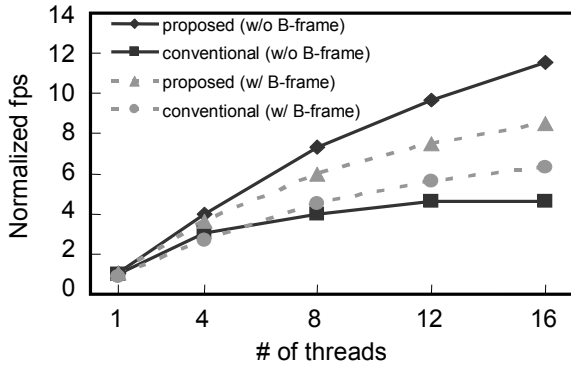 14
12
10
8
6
4
2
0
Normalized fps
proposed (w/o B-frame)
conventional (w/o B-frame)
proposed (w/ B-frame)
conventional (w/ B-frame)
1 4 8 12 16
# of threads